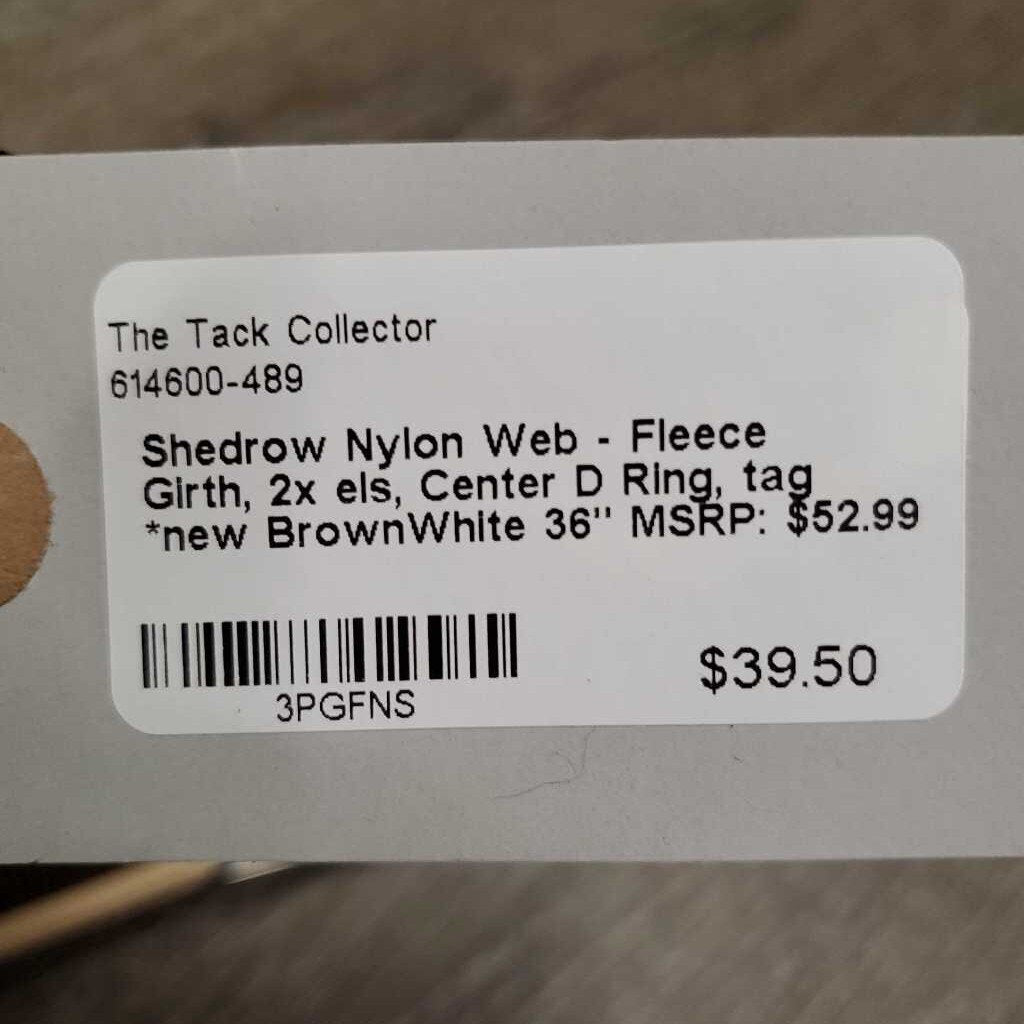 The Tack Collector
614600-489
Shedrow Nylon Web - Fleece
Girth, 2x els, Center D Ring, tag
*new BrownWhite 36" MSRP: $52.99
3PGFNS
$39.50